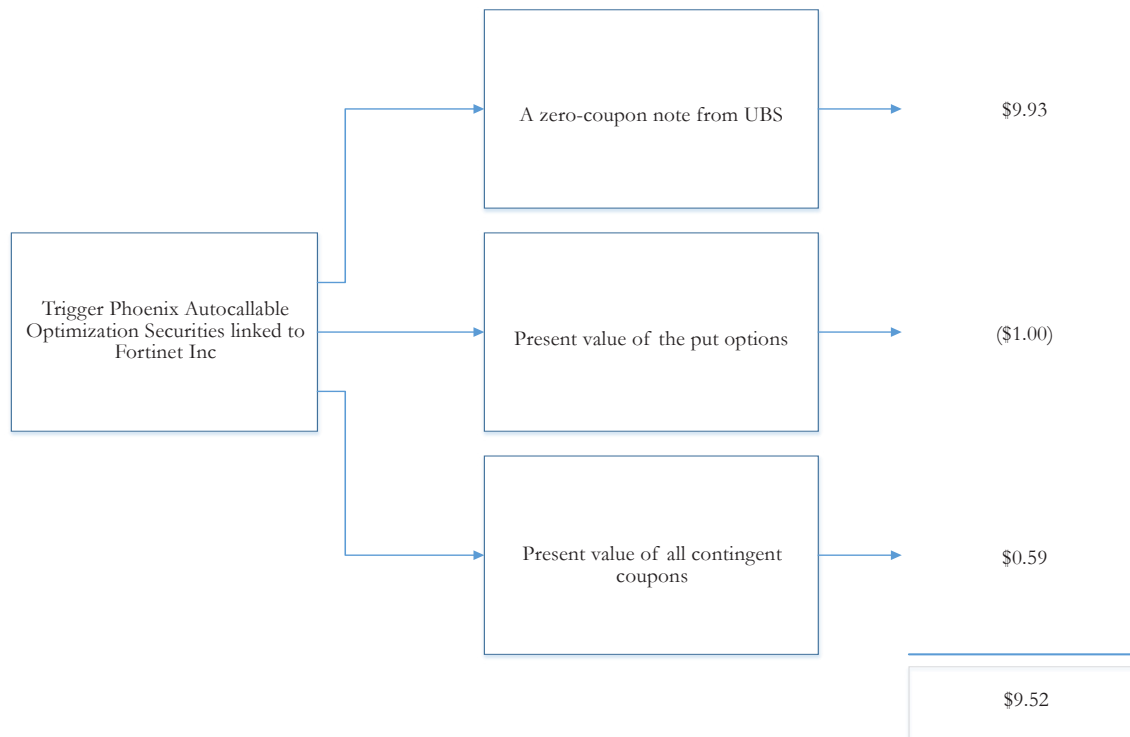 A zero-coupon note from UBS
$9.93
Trigger Phoenix Autocallable
Optimization Securities linked to
Fortinet Inc
Present value of the put options
($1.00)
Present value of all contingent
coupons
$0.59
$9.52